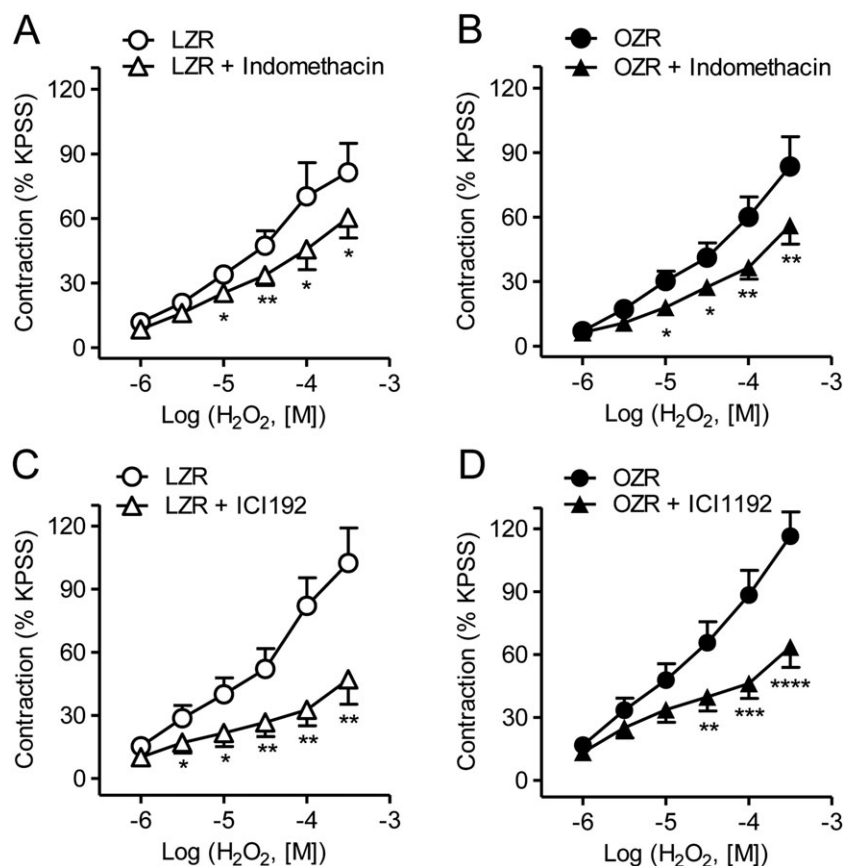 A
LZR
LZR + Indomethacin
Contraction (% KPSS)
120
90
60
30
0
*
**
*
*
-6
-5
-4
-3
Log (H₂O₂, [M])
B
OZR
OZR + Indomethacin
Contraction (% KPSS)
120
90
60
30
0
*
*
**
**
-6
-5
-4
-3
Log (H₂O₂, [M])
C
LZR
LZR + ICI192
Contraction (% KPSS)
120
90
60
30
0
*
*
**
**
**
-6
-5
-4
-3
Log (H₂O₂, [M])
D
OZR
OZR + ICI1192
Contraction (% KPSS)
120
90
60
30
0
**
***
****
-6
-5
-4
-3
Log (H₂O₂, [M])